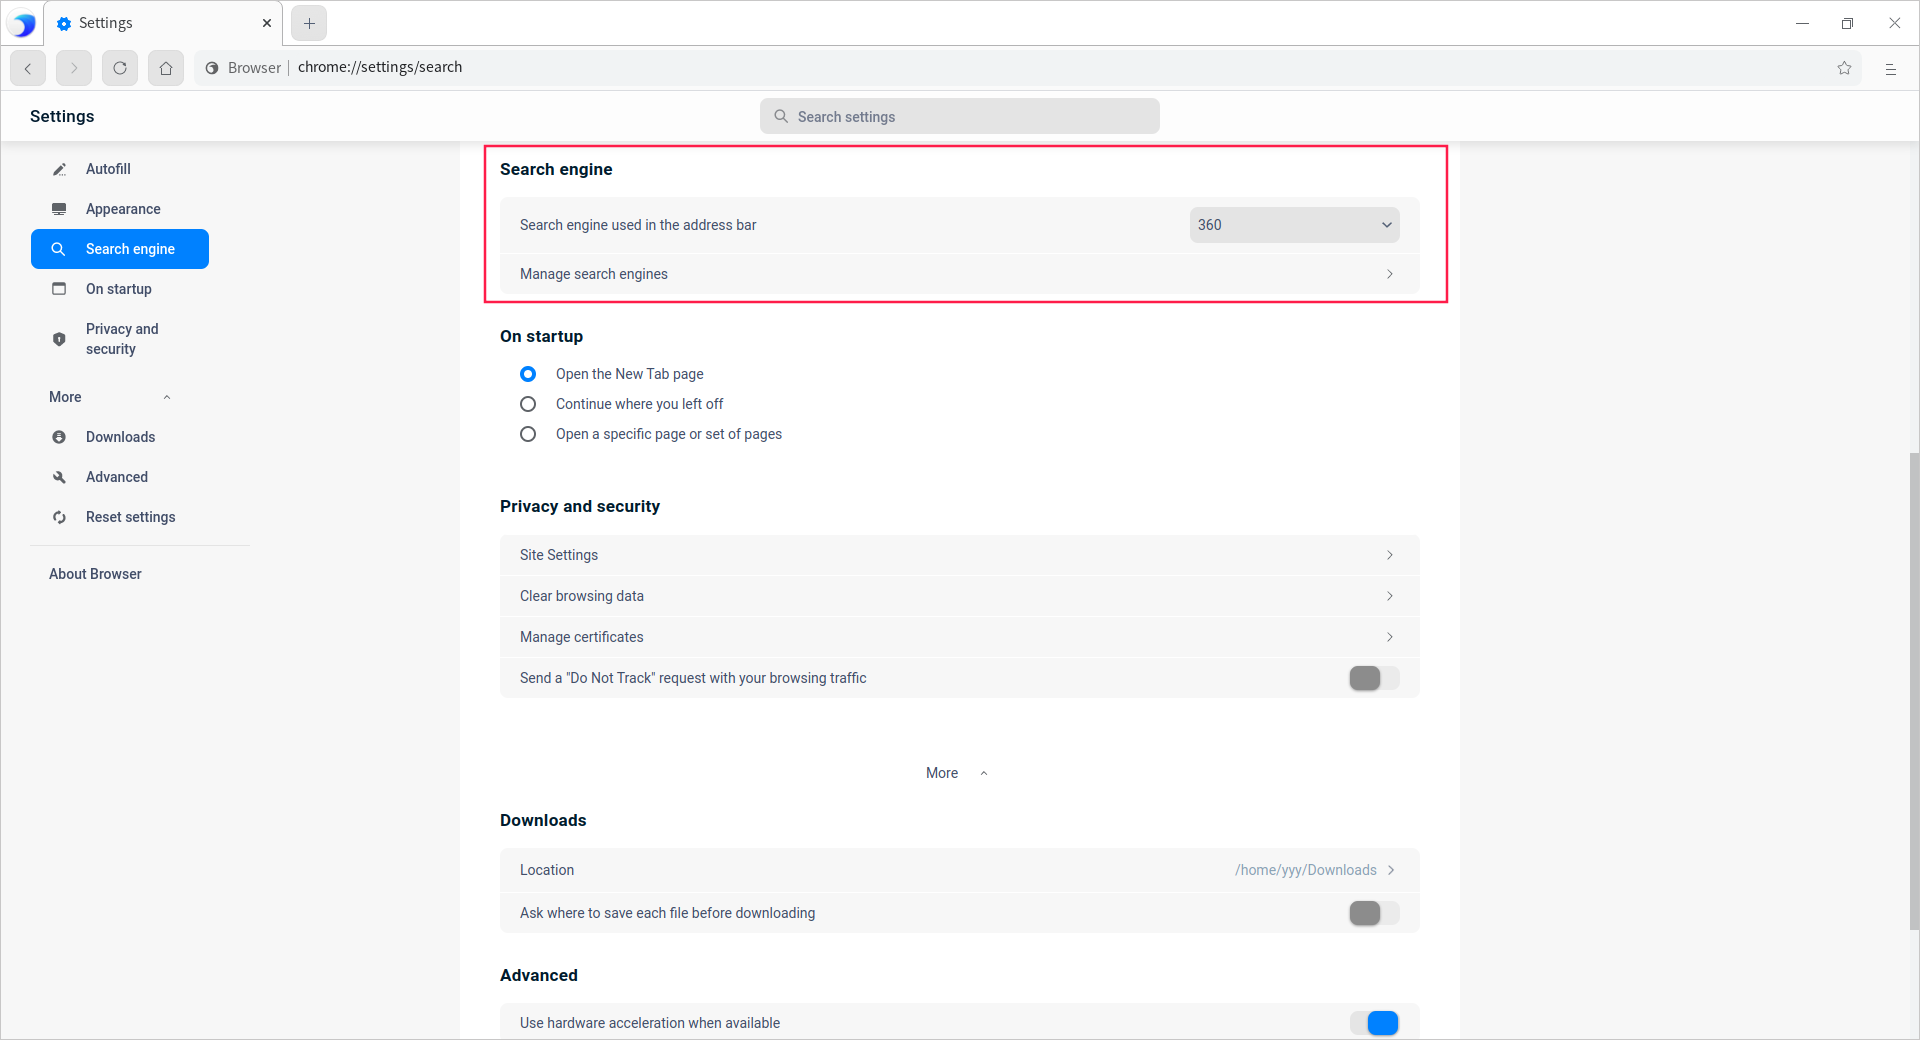 Settings
Browser
chrome://settings/search
Settings
Search settings
Autofill
Appearance
Search engine
On startup
Privacy and
security
More
Downloads
Advanced
Reset settings
About Browser
Search engine
Search engine used in the address bar
360
Manage search engines
On startup
Open the New Tab page
Continue where you left off
Open a specific page or set of pages
Privacy and security
Site Settings
Clear browsing data
Manage certificates
Send a "Do Not Track" request with your browsing traffic
More
Downloads
Location
/home/yyy/Downloads
Ask where to save each file before downloading
Advanced
Use hardware acceleration when available